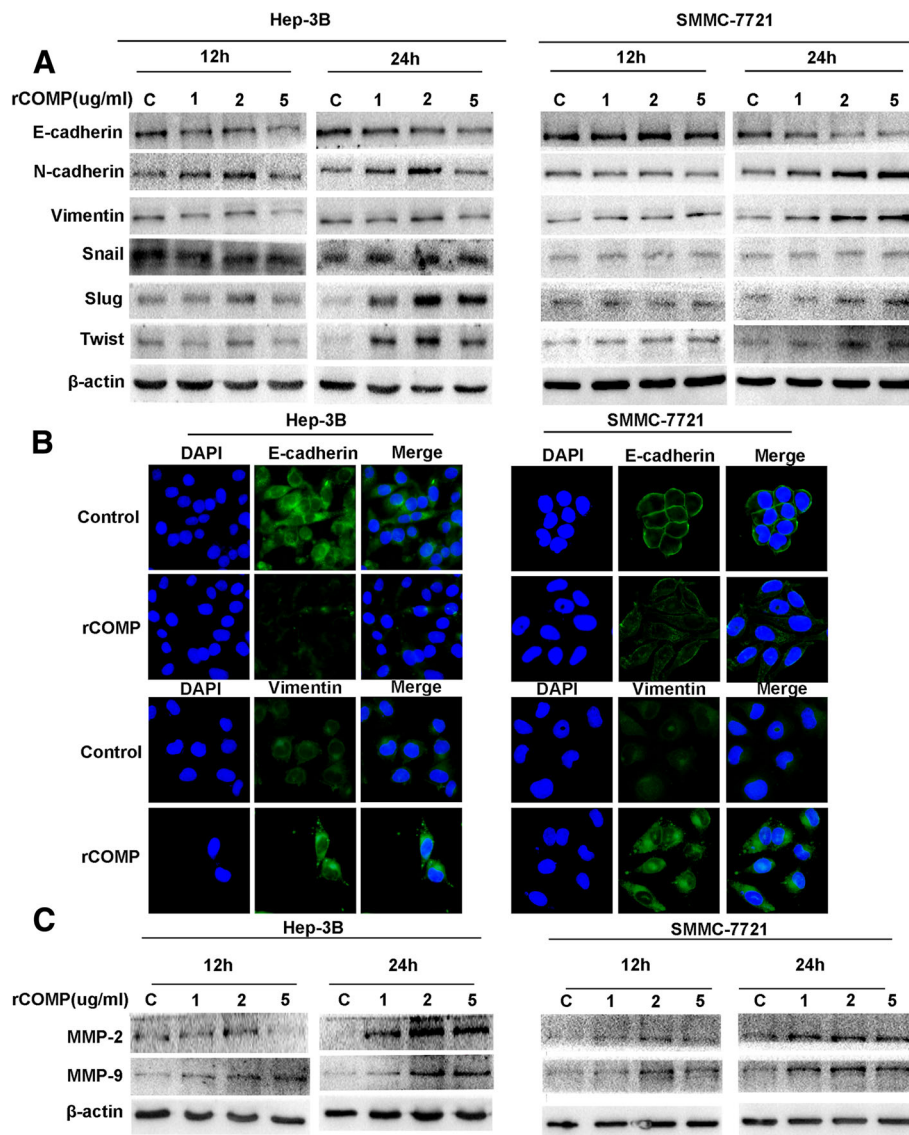 Hep-3B SMMC-7721
A 12h 24h 12h 24h
rCOMP(ug/ml) C 1 2 5 C 1 2 5 C 1 2 5 C 1 2 5
E-cadherin
N-cadherin
Vimentin
Snail
Slug
Twist
β-actin
Hep-3B SMMC-7721
B DAPI E-cadherin Merge DAPI E-cadherin Merge
Control
rCOMP
DAPI Vimentin Merge DAPI Vimentin Merge
Control
rCOMP
C Hep-3B SMMC-7721
12h 24h 12h 24h
rCOMP(ug/ml) C 1 2 5 C 1 2 5 C 1 2 5 C 1 2 5
MMP-2
MMP-9
β-actin